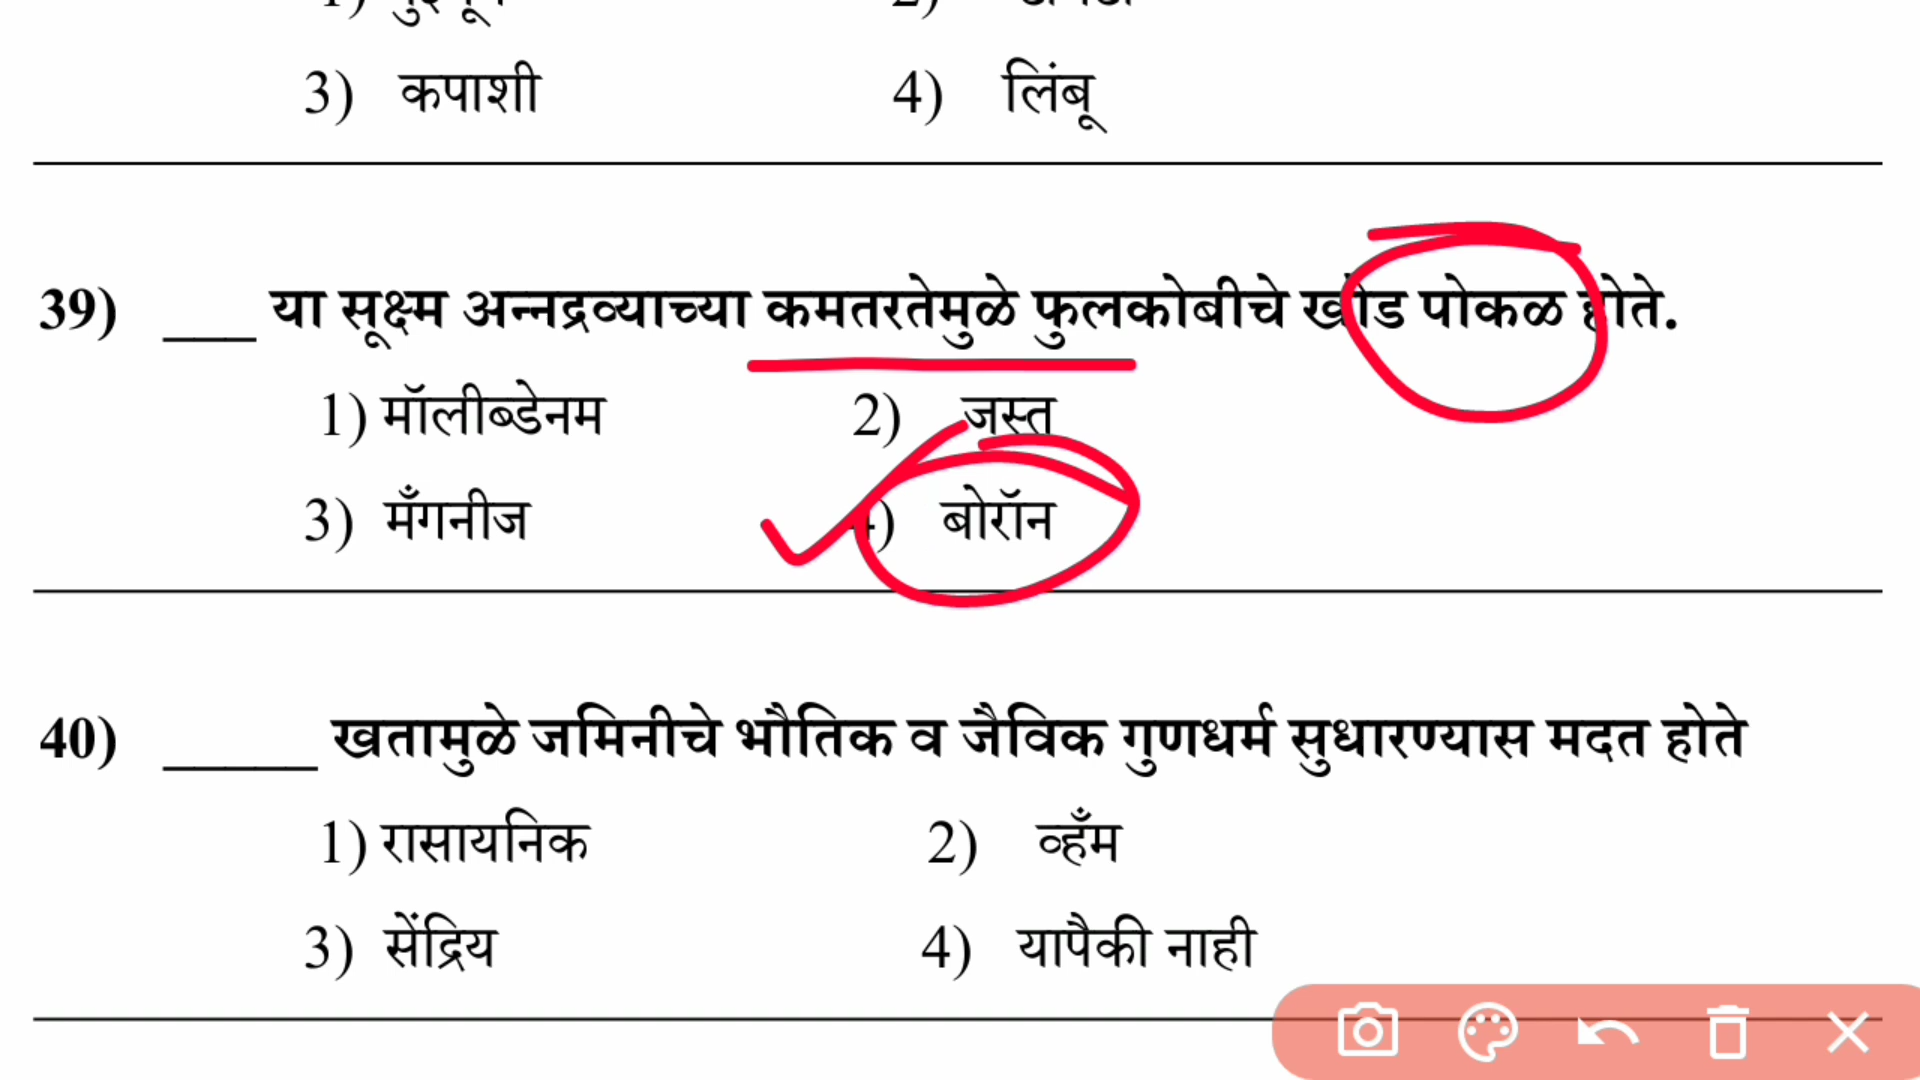 3) कपाशी 4) लिंबू
39) ___ या सूक्ष्म अन्नद्रव्याच्या कमतरतेमुळे फुलकोबीचे खोड पोकळ होते.
1) मॉलीब्डेनम 2) जस्त
3) मँगनीज 4) बोरॉन
40) _____ खतामुळे जमिनीचे भौतिक व जैविक गुणधर्म सुधारण्यास मदत होते
1) रासायनिक 2) व्हँम
3) सेंद्रिय 4) यापैकी नाही